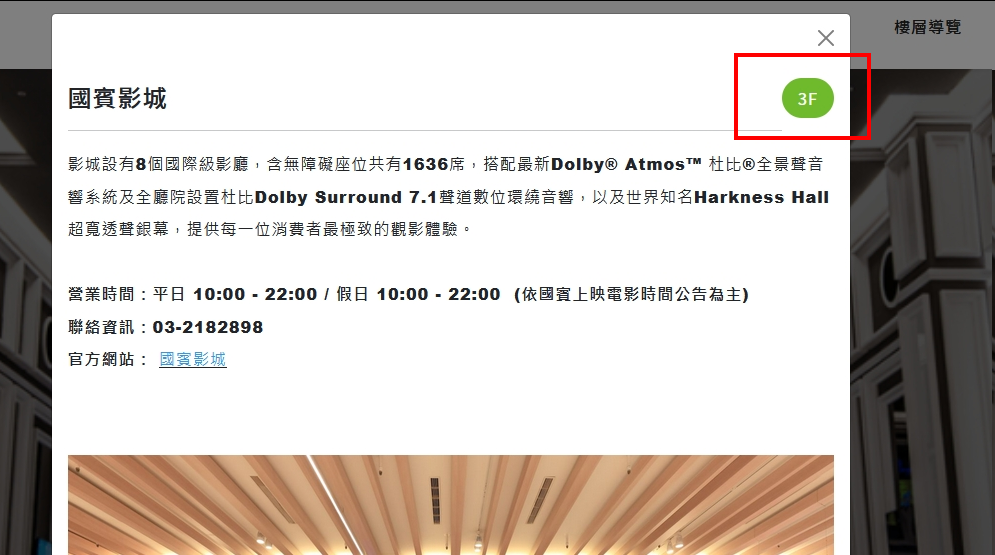 樓層導覽
國賓影城
3F
影城設有8個國際級影廳，含無障礙座位共有1636席，搭配最新Dolby® Atmos™ 杜比®全景聲音
響系統及全廳院設置杜比Dolby Surround 7.1聲道數位環繞音響，以及世界知名Harkness Hall
超寬透聲銀幕，提供每一位消費者最極致的觀影體驗。
營業時間：平日 10:00 - 22:00 / 假日 10:00 - 22:00 (依國賓上映電影時間公告為主)
聯絡資訊：03-2182898
官方網站： 國賓影城